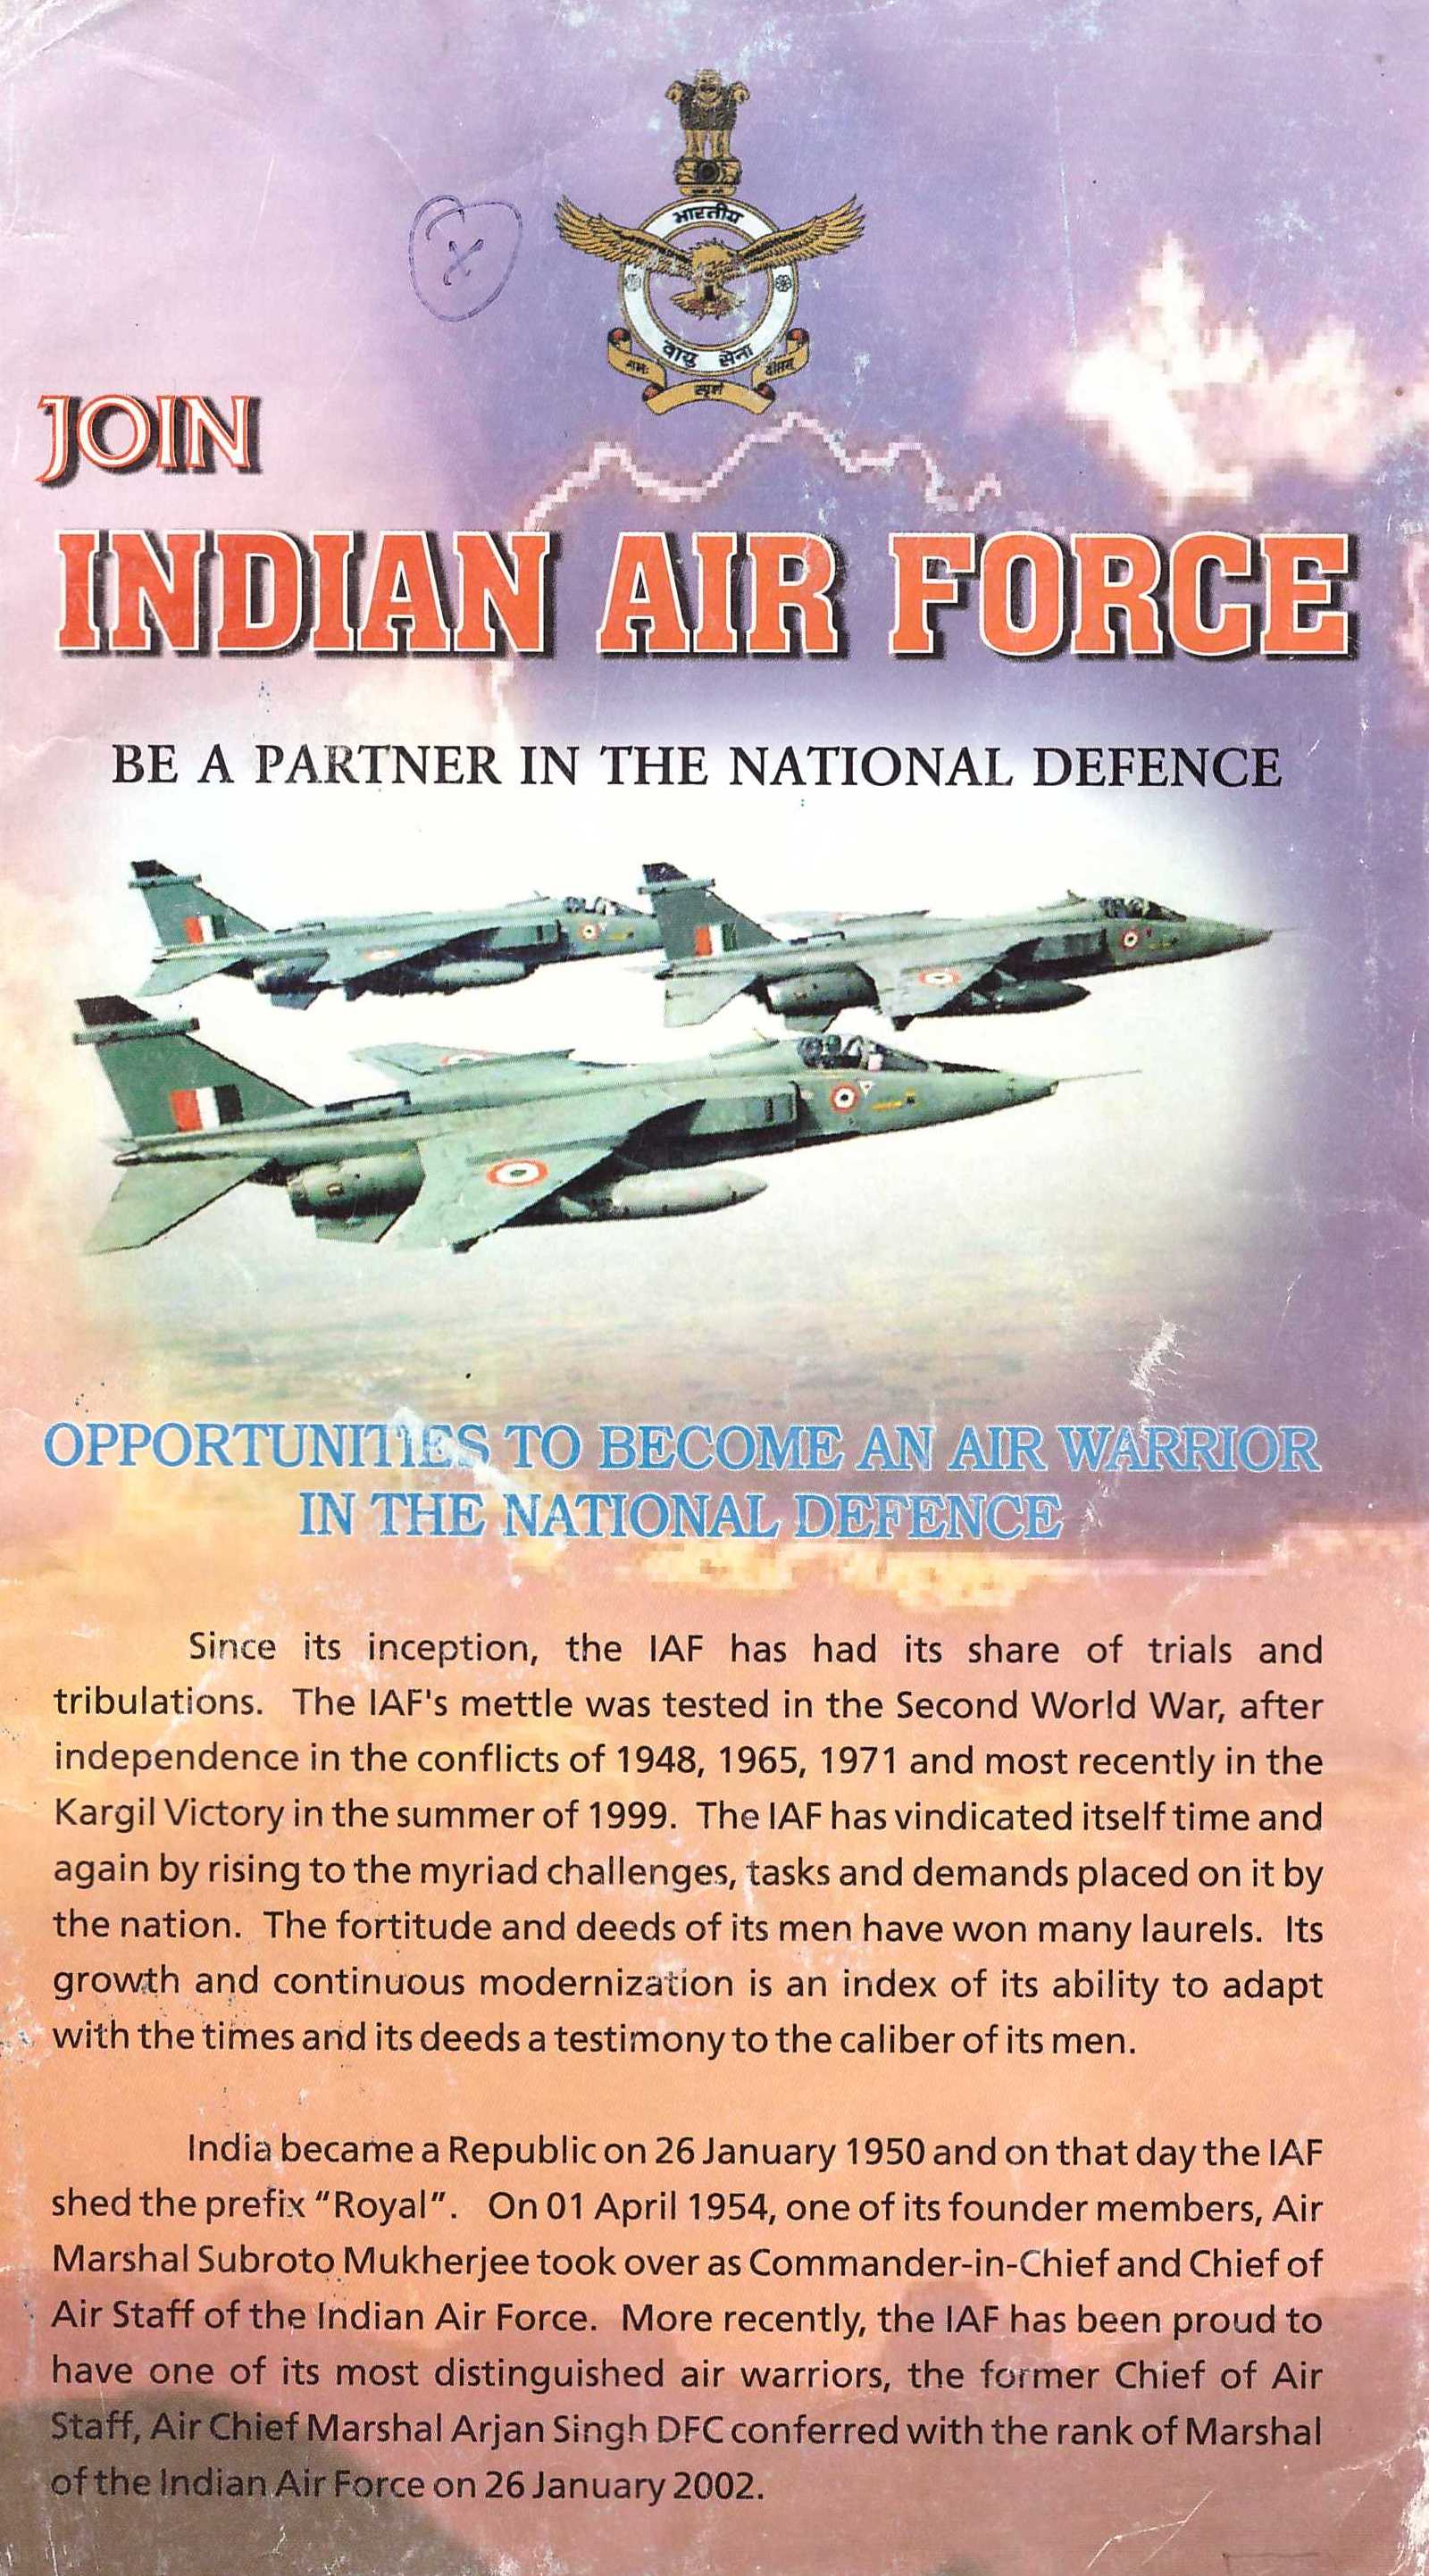 भारतीय
वायु सेना
नभः स्पृशं दीप्तम्
JOIN
INDIAN AIR FORCE
BE A PARTNER IN THE NATIONAL DEFENCE
OPPORTUNITIES TO BECOME AN AIR WARRIOR
IN THE NATIONAL DEFENCE
Since its inception, the IAF has had its share of trials and
tribulations. The IAF's mettle was tested in the Second World War, after
independence in the conflicts of 1948, 1965, 1971 and most recently in the
Kargil Victory in the summer of 1999. The IAF has vindicated itself time and
again by rising to the myriad challenges, tasks and demands placed on it by
the nation. The fortitude and deeds of its men have won many laurels. Its
growth and continuous modernization is an index of its ability to adapt
with the times and its deeds a testimony to the caliber of its men.
India became a Republic on 26 January 1950 and on that day the IAF
shed the prefix “Royal”. On 01 April 1954, one of its founder members, Air
Marshal Subroto Mukherjee took over as Commander-in-Chief and Chief of
Air Staff of the Indian Air Force. More recently, the IAF has been proud to
have one of its most distinguished air warriors, the former Chief of Air
Staff, Air Chief Marshal Arjan Singh DFC conferred with the rank of Marshal
of the Indian Air Force on 26 January 2002.